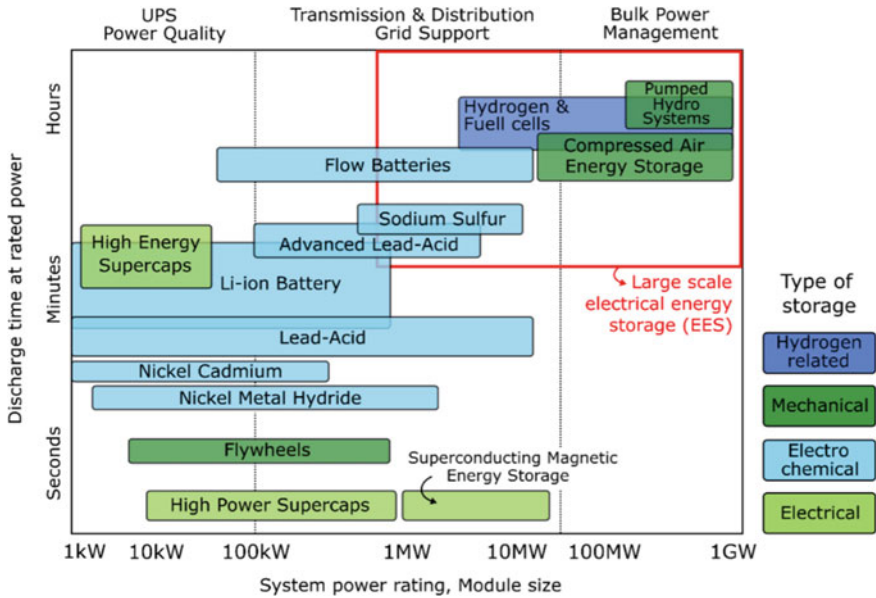 UPS
Power Quality
Transmission & Distribution
Grid Support
Bulk Power
Management
Discharge time at rated power
Hours
Minutes
Seconds
Pumped
Hydro
Systems
Hydrogen &
Fuell cells
Compressed Air
Energy Storage
Flow Batteries
Sodium Sulfur
Advanced Lead-Acid
High Energy
Supercaps
Li-ion Battery
Large scale
electrical energy
storage (EES)
Lead-Acid
Nickel Cadmium
Nickel Metal Hydride
Flywheels
Superconducting Magnetic
Energy Storage
High Power Supercaps
1kW
10kW
100kW
1MW
10MW
100MW
1GW
System power rating, Module size
Type of
storage
Hydrogen
related
Mechanical
Electro
chemical
Electrical